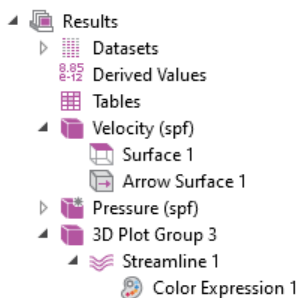 Results
Datasets
8.85
e-12 Derived Values
Tables
Velocity (spf)
Surface 1
Arrow Surface 1
Pressure (spf)
3D Plot Group 3
Streamline 1
Color Expression 1